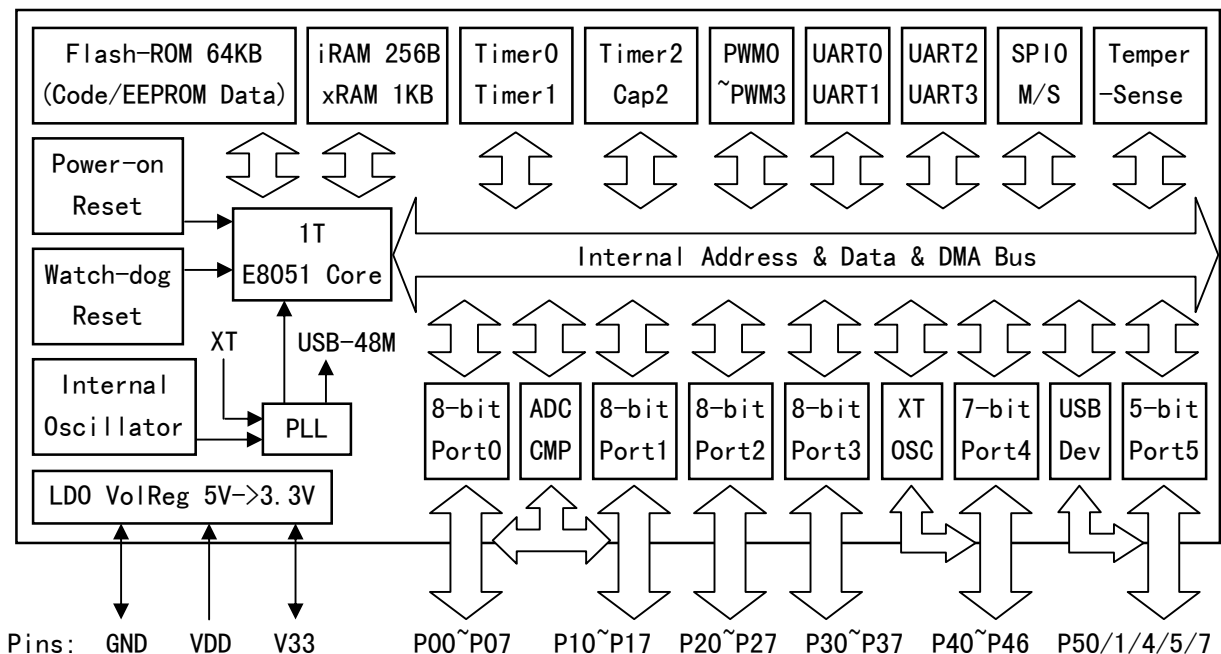 Flash-ROM 64KB
(Code/EEPROM Data)
iRAM 256B
xRAM 1KB
Timer0
Timer1
Timer2
Cap2
PWM0
~PWM3
UART0
UART1
UART2
UART3
SPI0
M/S
Temper
-Sense
Power-on
Reset
1T
E8051 Core
Internal Address & Data & DMA Bus
Watch-dog
Reset
XT
USB-48M
Internal
Oscillator
PLL
8-bit
Port0
ADC
CMP
8-bit
Port1
8-bit
Port2
8-bit
Port3
XT
OSC
7-bit
Port4
USB
Dev
5-bit
Port5
LDO VolReg 5V->3.3V
Pins: GND VDD V33 P00~P07 P10~P17 P20~P27 P30~P37 P40~P46 P50/1/4/5/7